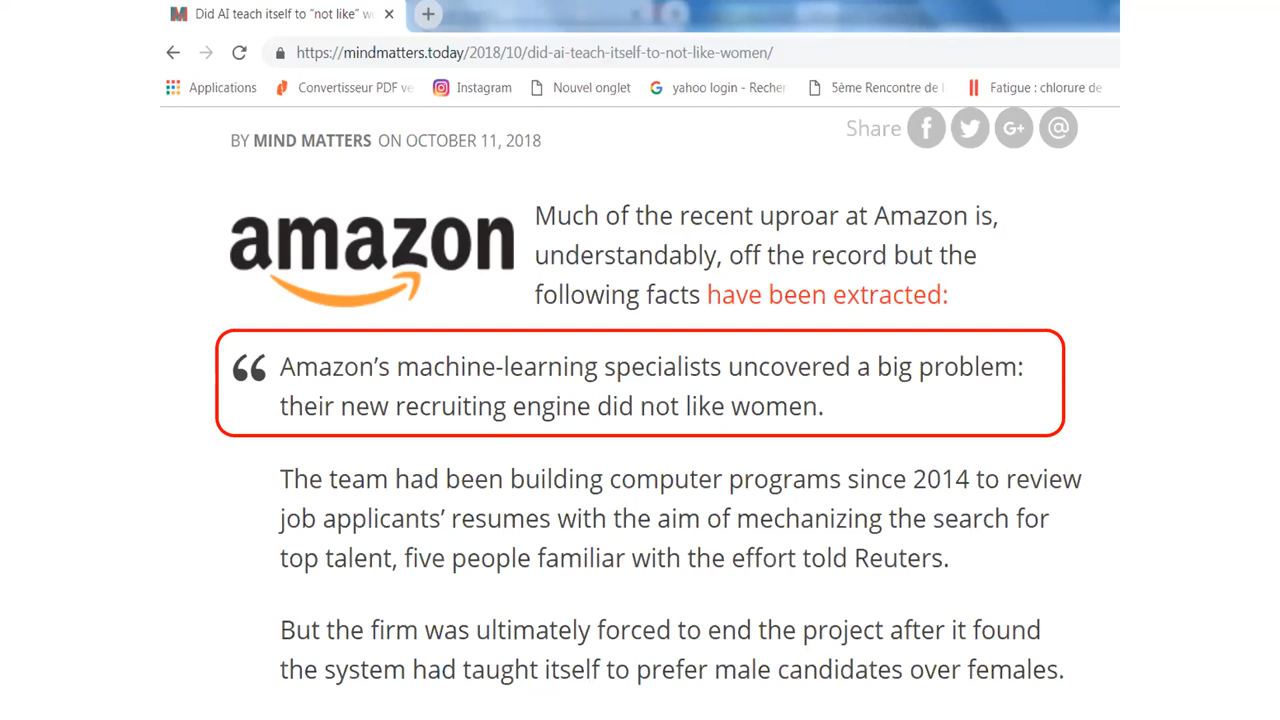 Did AI teach itself to "not like" w
https://mindmatters.today/2018/10/did-ai-teach-itself-to-not-like-women/
Applications Convertisseur PDF ve Instagram Nouvel onglet yahoo login - Recher 5ème Rencontre de l Fatigue : chlorure de
BY MIND MATTERS ON OCTOBER 11, 2018
Share
amazon
Much of the recent uproar at Amazon is,
understandably, off the record but the
following facts have been extracted:
“ Amazon’s machine-learning specialists uncovered a big problem:
their new recruiting engine did not like women.
The team had been building computer programs since 2014 to review
job applicants’ resumes with the aim of mechanizing the search for
top talent, five people familiar with the effort told Reuters.
But the firm was ultimately forced to end the project after it found
the system had taught itself to prefer male candidates over females.